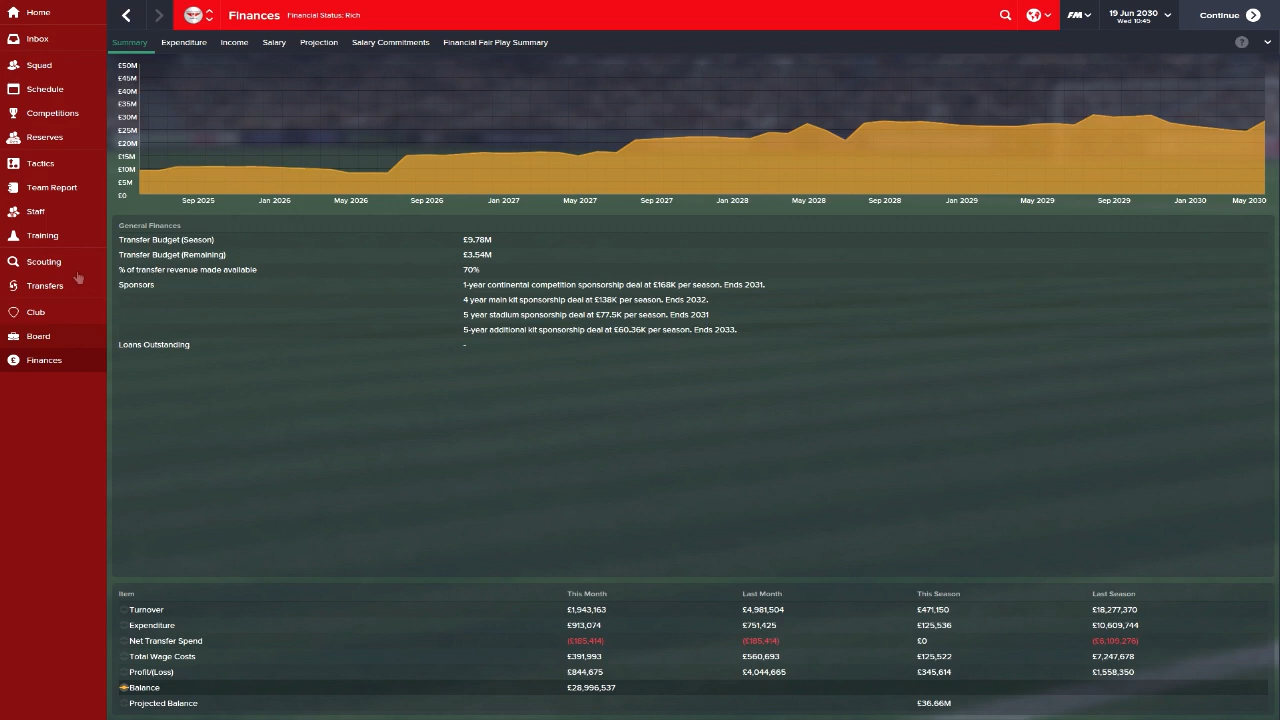 Home
Finances
Financial Status: Rich
FM
19 Jun 2030
Wed 10:45
Continue
Inbox
Squad
Schedule
Competitions
Reserves
Tactics
Team Report
Staff
Training
Scouting
Transfers
Club
Board
Finances
Summary
Expenditure
Income
Salary
Projection
Salary Commitments
Financial Fair Play Summary
£50M
£45M
£40M
£35M
£30M
£25M
£20M
£15M
£10M
£5M
£0
Sep 2025
Jan 2026
May 2026
Sep 2026
Jan 2027
May 2027
Sep 2027
Jan 2028
May 2028
Sep 2028
Jan 2029
May 2029
Sep 2029
Jan 2030
May 2030
General Finances
Transfer Budget (Season) £9.78M
Transfer Budget (Remaining) £3.54M
% of transfer revenue made available 70%
Sponsors 1-year continental competition sponsorship deal at £168K per season. Ends 2031.
4 year main kit sponsorship deal at £138K per season. Ends 2032.
5 year stadium sponsorship deal at £77.5K per season. Ends 2031
5-year additional kit sponsorship deal at £60.36K per season. Ends 2033.
Loans Outstanding -
Item This Month Last Month This Season Last Season
Turnover £1,943,163 £4,981,504 £471,150 £18,277,370
Expenditure £913,074 £751,425 £125,536 £10,609,744
Net Transfer Spend (£185,414) (£185,414) £0 (£6,109,276)
Total Wage Costs £391,993 £560,693 £125,522 £7,247,678
Profit/(Loss) £844,675 £4,044,665 £345,614 £1,558,350
Balance £28,996,537
Projected Balance £36.66M